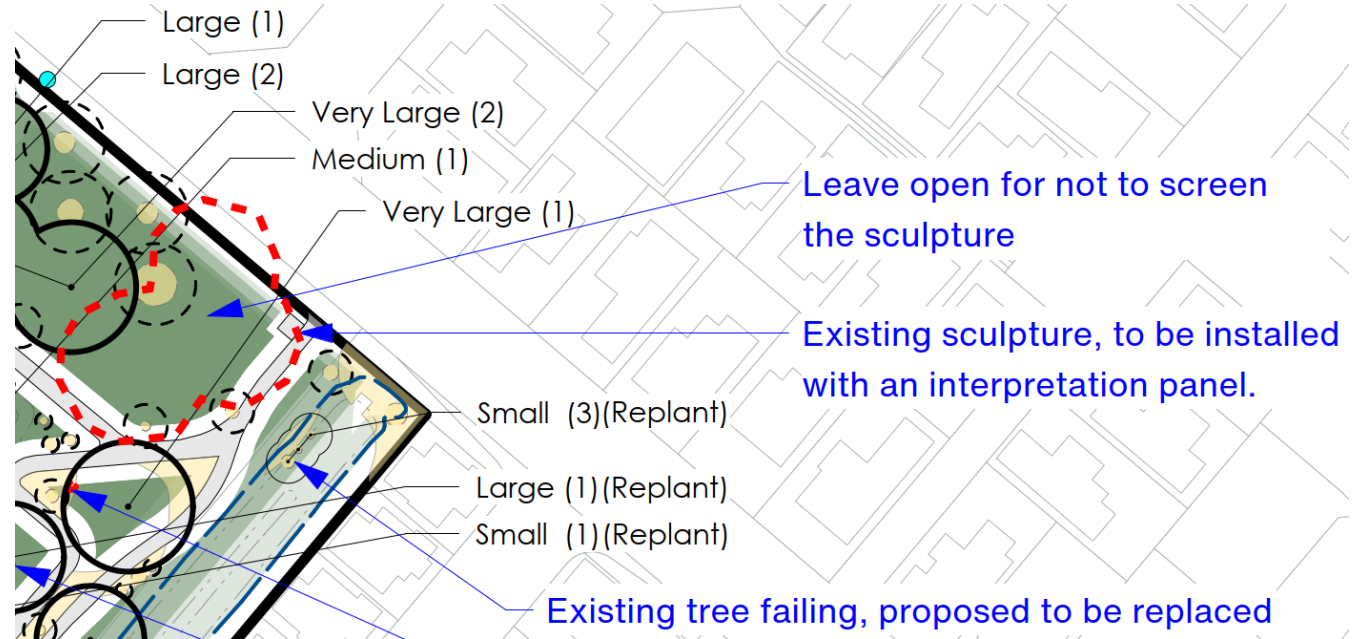 Large (1)
Large (2)
Very Large (2)
Medium (1)
Very Large (1)
Leave open for not to screen
the sculpture
Existing sculpture, to be installed
with an interpretation panel.
Small (3)(Replant)
Large (1)(Replant)
Small (1)(Replant)
Existing tree failing, proposed to be replaced